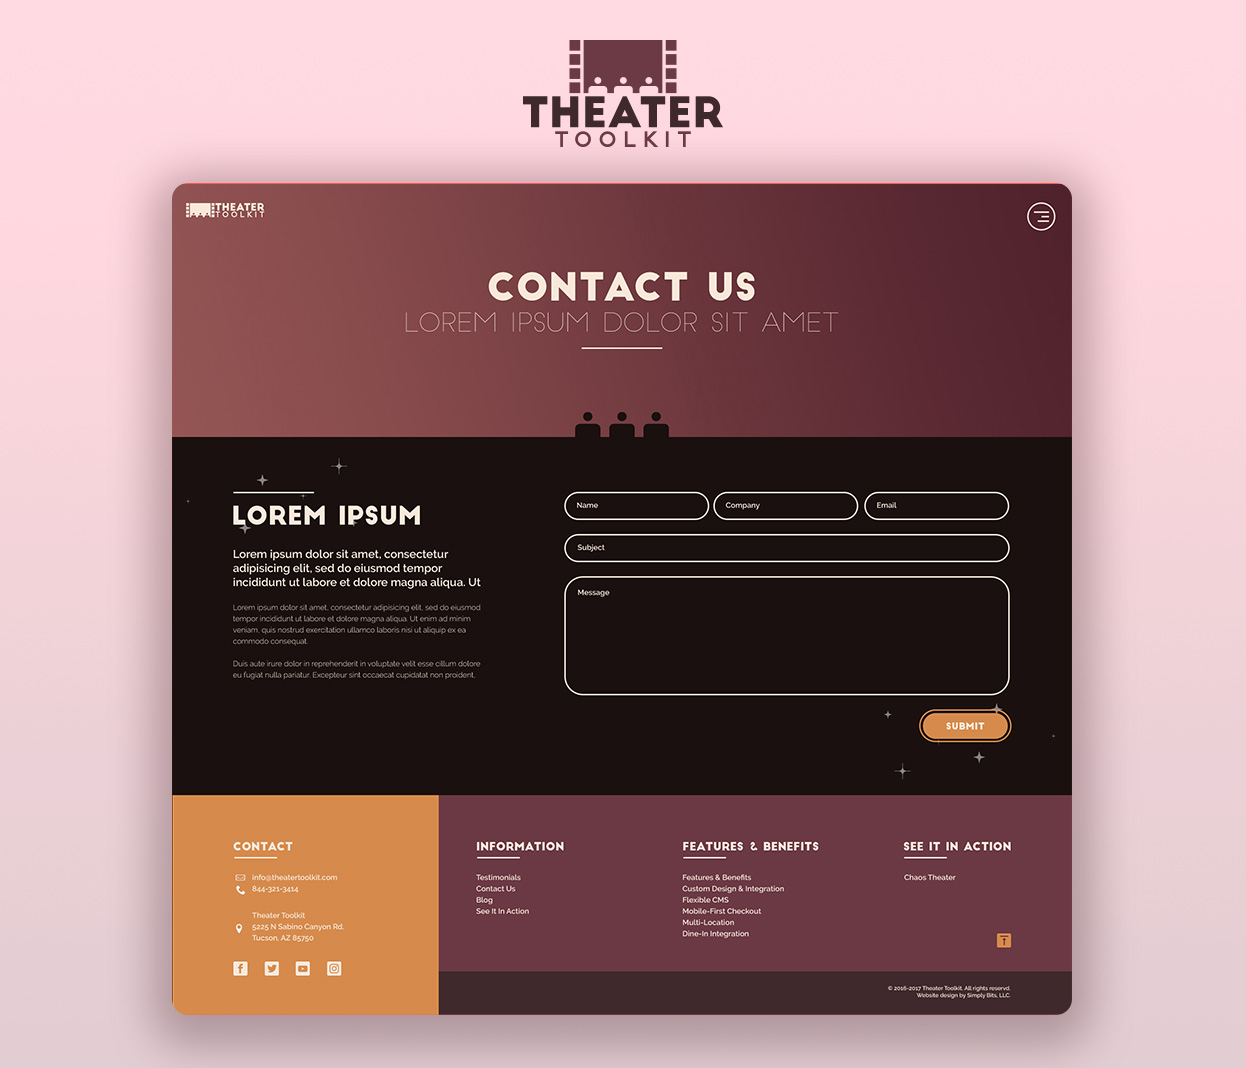 THEATER
TOOLKIT
THEATER
TOOLKIT
CONTACT US
LOREM IPSUM DOLOR SIT AMET
LOREM IPSUM
Lorem ipsum dolor sit amet, consectetur
adipisicing elit, sed do eiusmod tempor
incididunt ut labore et dolore magna aliqua. Ut
Lorem ipsum dolor sit amet, consectetur adipisicing elit, sed do eiusmod
tempor incididunt ut labore et dolore magna aliqua. Ut enim ad minim
veniam, quis nostrud exercitation ullamco laboris nisi ut aliquip ex ea
commodo consequat.
Duis aute irure dolor in reprehenderit in voluptate velit esse cillum dolore
eu fugiat nulla pariatur. Excepteur sint occaecat cupidatat non proident.
Name
Company
Email
Subject
Message
SUBMIT
CONTACT
info@theatertoolkit.com
844-321-3414
Theater Toolkit
5225 N Sabino Canyon Rd.
Tucson, AZ 85750
INFORMATION
Testimonials
Contact Us
Blog
See It In Action
FEATURES & BENEFITS
Features & Benefits
Custom Design & Integration
Flexible CMS
Mobile-First Checkout
Multi-Location
Dine-In Integration
SEE IT IN ACTION
Chaos Theater
© 2016-2017 Theater Toolkit. All rights reservd.
Website design by Simply Bits, LLC.